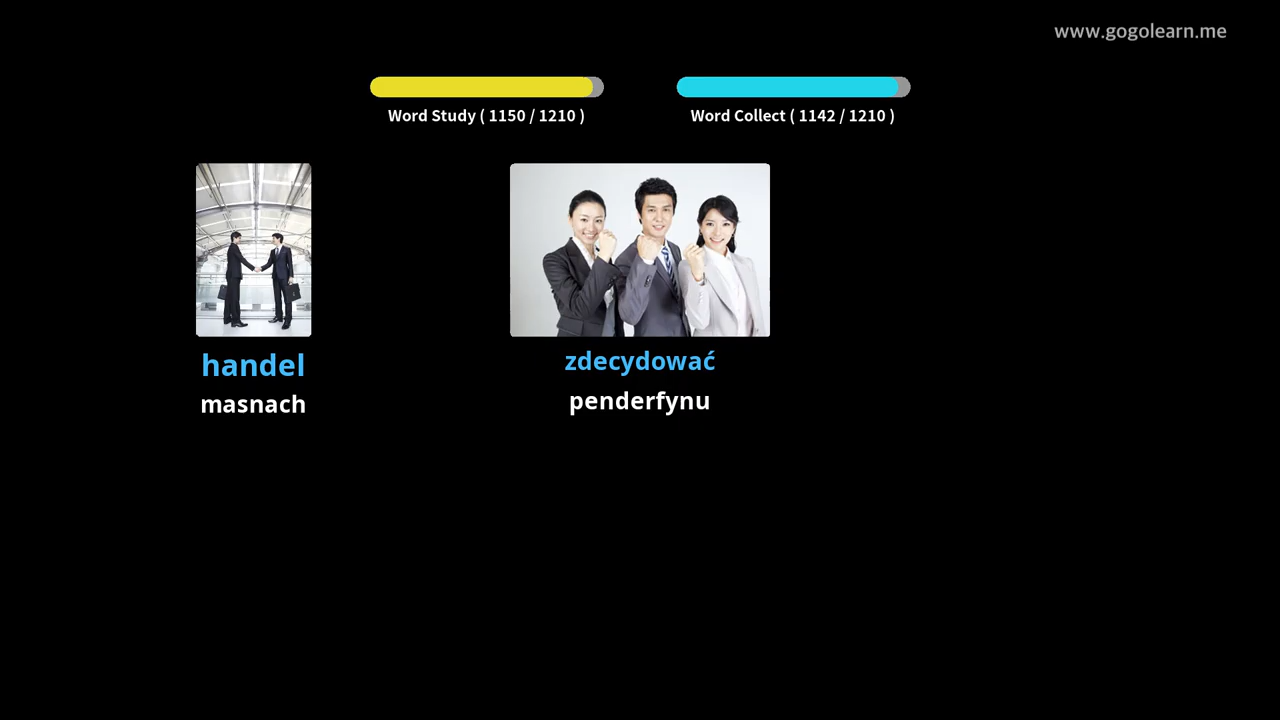 www.gogolearn.me
Word Study ( 1150 / 1210 )
Word Collect ( 1142 / 1210 )
handel
masnach
zdecydować
penderfynu